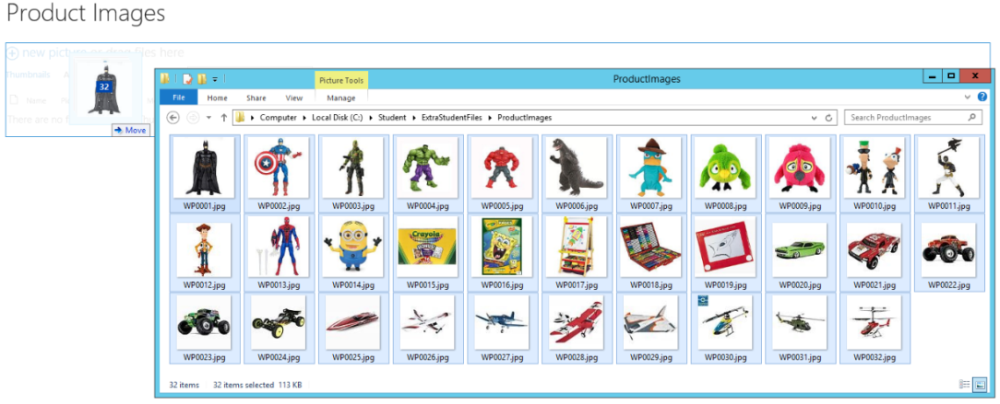 Product Images
new picture or drag files here
Thumbnails
Name
There are no f
32
Move
Picture Tools
ProductImages
File Home Share View Manage
Computer Local Disk (C:) Student ExtraStudentFiles ProductImages
Search ProductImages
WP0001.jpg WP0002.jpg WP0003.jpg WP0004.jpg WP0005.jpg WP0006.jpg WP0007.jpg WP0008.jpg WP0009.jpg WP0010.jpg WP0011.jpg
Crayola
WP0012.jpg WP0013.jpg WP0014.jpg WP0015.jpg WP0016.jpg WP0017.jpg WP0018.jpg WP0019.jpg WP0020.jpg WP0021.jpg WP0022.jpg
WP0023.jpg WP0024.jpg WP0025.jpg WP0026.jpg WP0027.jpg WP0028.jpg WP0029.jpg WP0030.jpg WP0031.jpg WP0032.jpg
32 items 32 items selected 113 KB